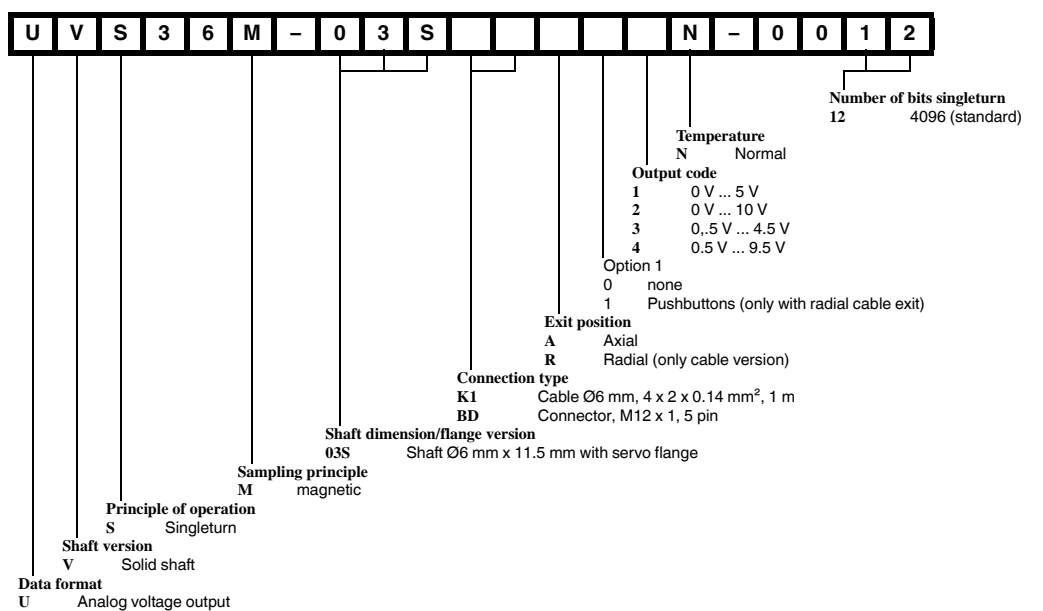 U V S 3 6 M – 0 3 S N – 0 0 1 2
Number of bits singleturn
12 4096 (standard)
Temperature
N Normal
Output code
1 0 V ... 5 V
2 0 V ... 10 V
3 0,.5 V ... 4.5 V
4 0.5 V ... 9.5 V
Option 1
0 none
1 Pushbuttons (only with radial cable exit)
Exit position
A Axial
R Radial (only cable version)
Connection type
K1 Cable Ø6 mm, 4 x 2 x 0.14 mm², 1 m
BD Connector, M12 x 1, 5 pin
Shaft dimension/flange version
03S Shaft Ø6 mm x 11.5 mm with servo flange
Sampling principle
M magnetic
Principle of operation
S Singleturn
Shaft version
V Solid shaft
Data format
U Analog voltage output